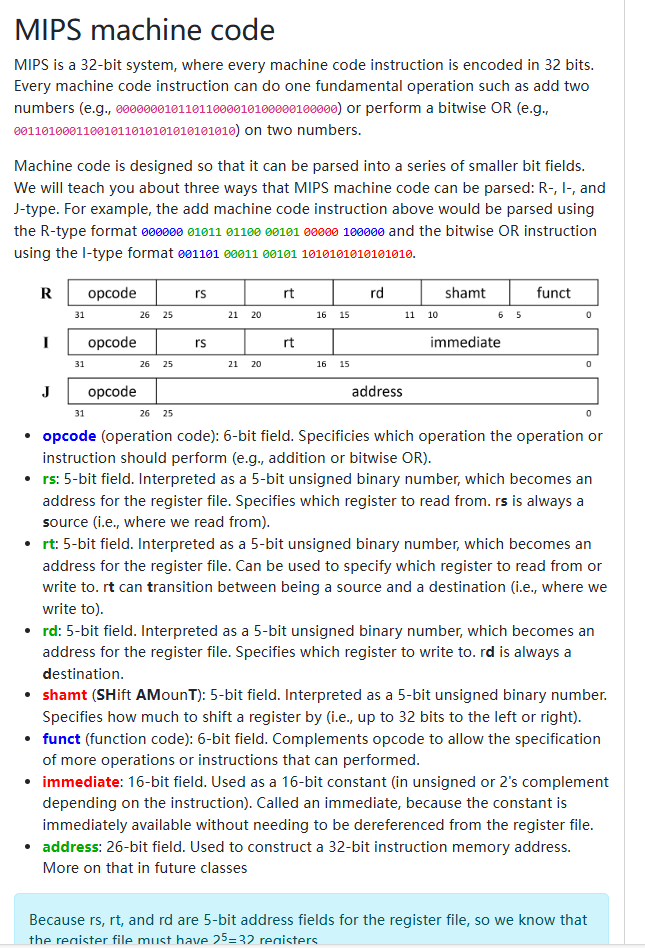 MIPS machine code
MIPS is a 32-bit system, where every machine code instruction is encoded in 32 bits.
Every machine code instruction can do one fundamental operation such as add two
numbers (e.g., 00000001011011000010100000100000) or perform a bitwise OR (e.g.,
00110100011001011010101010101010) on two numbers.
Machine code is designed so that it can be parsed into a series of smaller bit fields.
We will teach you about three ways that MIPS machine code can be parsed: R-, I-, and
J-type. For example, the add machine code instruction above would be parsed using
the R-type format 000000 01011 01100 00101 00000 100000 and the bitwise OR instruction
using the I-type format 001101 00011 00101 1010101010101010.
R opcode rs rt rd shamt funct
31 26 25 21 20 16 15 11 10 6 5 0
I opcode rs rt immediate
31 26 25 21 20 16 15 0
J opcode address
31 26 25 0
• opcode (operation code): 6-bit field. Specificies which operation the operation or
instruction should perform (e.g., addition or bitwise OR).
• rs: 5-bit field. Interpreted as a 5-bit unsigned binary number, which becomes an
address for the register file. Specifies which register to read from. rs is always a
source (i.e., where we read from).
• rt: 5-bit field. Interpreted as a 5-bit unsigned binary number, which becomes an
address for the register file. Can be used to specify which register to read from or
write to. rt can transition between being a source and a destination (i.e., where we
write to).
• rd: 5-bit field. Interpreted as a 5-bit unsigned binary number, which becomes an
address for the register file. Specifies which register to write to. rd is always a
destination.
• shamt (SHift AMounT): 5-bit field. Interpreted as a 5-bit unsigned binary number.
Specifies how much to shift a register by (i.e., up to 32 bits to the left or right).
• funct (function code): 6-bit field. Complements opcode to allow the specification
of more operations or instructions that can performed.
• immediate: 16-bit field. Used as a 16-bit constant (in unsigned or 2's complement
depending on the instruction). Called an immediate, because the constant is
immediately available without needing to be dereferenced from the register file.
• address: 26-bit field. Used to construct a 32-bit instruction memory address.
More on that in future classes
Because rs, rt, and rd are 5-bit address fields for the register file, so we know that
the register file must have 2⁵=32 registers